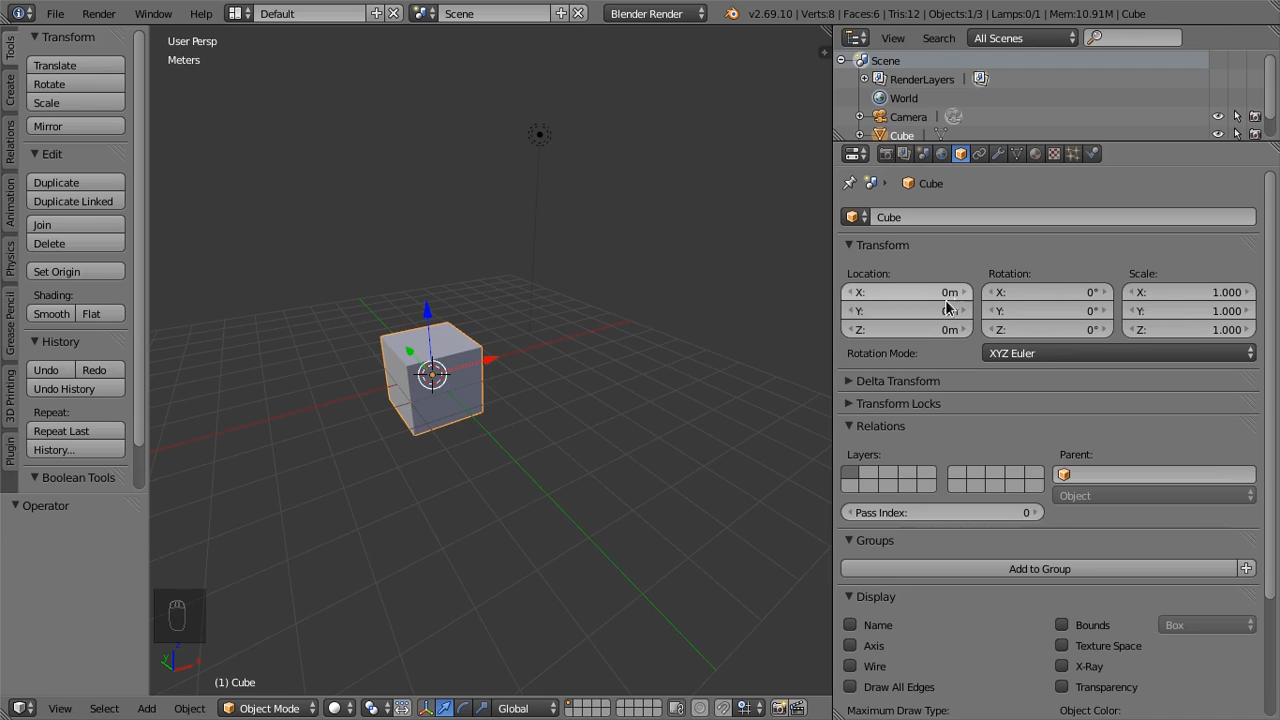 File Render Window Help Default Scene Blender Render v2.69.10 | Verts:8 | Faces:6 | Tris:12 | Objects:1/3 | Lamps:0/1 | Mem:10.91M | Cube
Tools
Create
Relations
Animation
Physics
Grease Pencil
3D Printing
Plugin
Transform
Translate
Rotate
Scale
Mirror
Edit
Duplicate
Duplicate Linked
Join
Delete
Set Origin
Shading:
Smooth Flat
History
Undo Redo
Undo History
Repeat:
Repeat Last
History...
Boolean Tools
Operator
User Persp
Meters
z
y x
(1) Cube
View Select Add Object Object Mode Global
View Search All Scenes
Scene
RenderLayers |
World
Camera |
Cube |
Cube
Cube
Transform
Location: Rotation: Scale:
X: 0m X: 0° X: 1.000
Y: Y: 0° Y: 1.000
Z: 0m Z: 0° Z: 1.000
Rotation Mode: XYZ Euler
Delta Transform
Transform Locks
Relations
Layers: Parent:
Object
Pass Index: 0
Groups
Add to Group
Display
Name Bounds Box
Axis Texture Space
Wire X-Ray
Draw All Edges Transparency
Maximum Draw Type: Object Color: